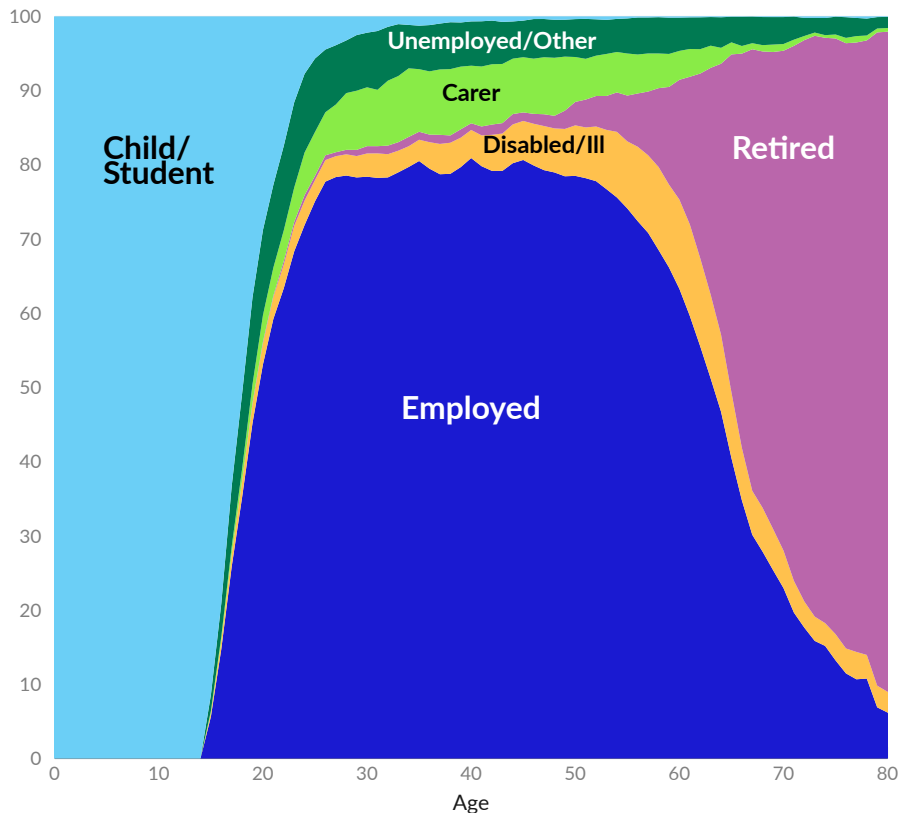 100
90
80
70
60
50
40
30
20
10
0
Unemployed/Other
Carer
Disabled/Ill
Child/
Student
Retired
Employed
0 10 20 30 40 50 60 70 80
Age